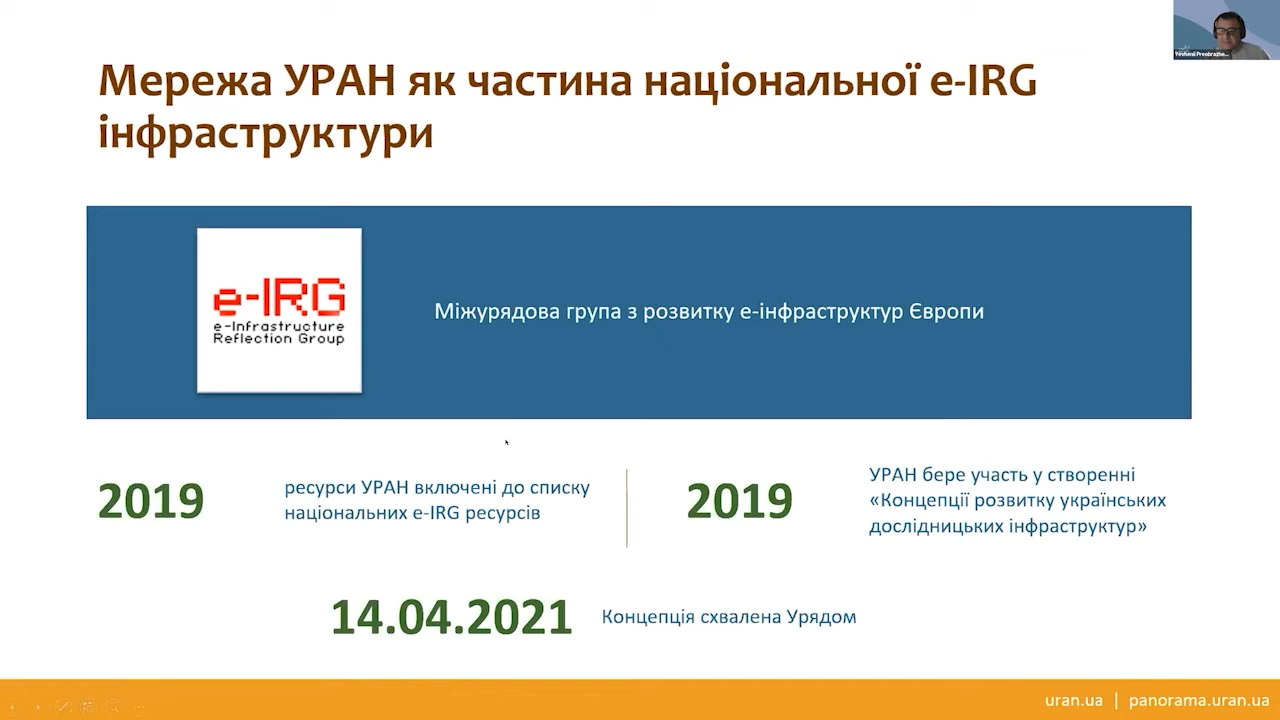 Мережа УРАН як частина національної e-IRG
інфраструктури
e-IRG
e-Infrastructure
Reflection Group
Міжурядова група з розвитку е-інфраструктур Європи
2019
ресурси УРАН включені до списку
національних e-IRG ресурсів
2019
УРАН бере участь у створенні
«Концепції розвитку українських
дослідницьких інфраструктур»
14.04.2021
Концепція схвалена Урядом
uran.ua | panorama.uran.ua
Yevhenii Preobrazhe...